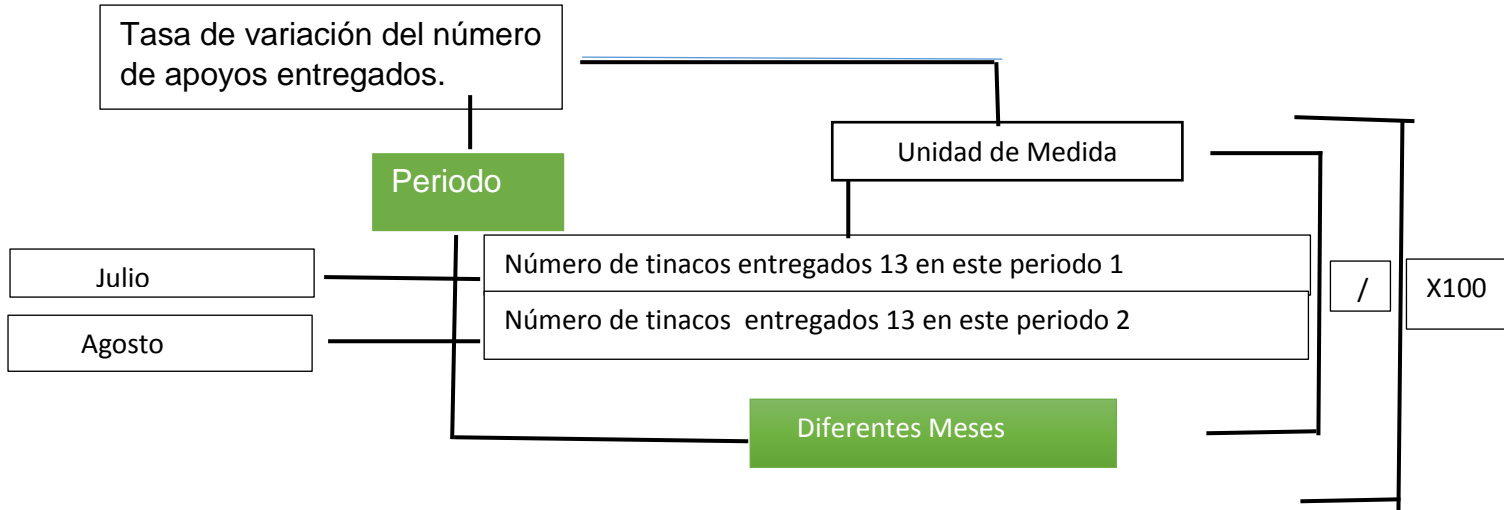 Tasa de variación del número
de apoyos entregados.
Unidad de Medida
Periodo
Julio
Número de tinacos entregados 13 en este periodo 1
/
X100
Agosto
Número de tinacos  entregados 13 en este periodo 2
Diferentes Meses